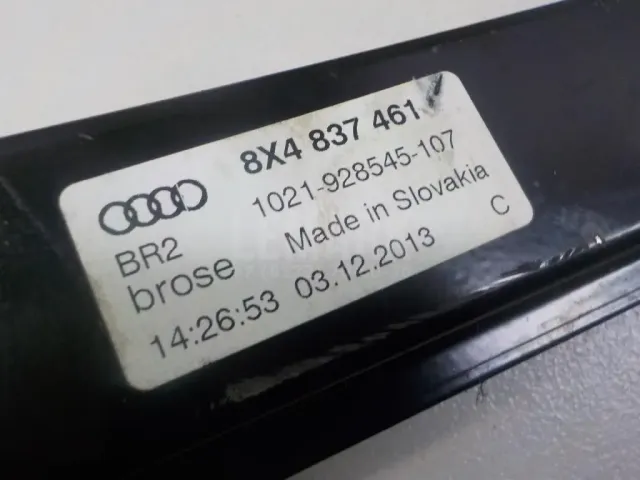 8X4 837 461
1021-928545-107
BR2
Made in Slovakia
brose
C
14:26:53 03.12.2013